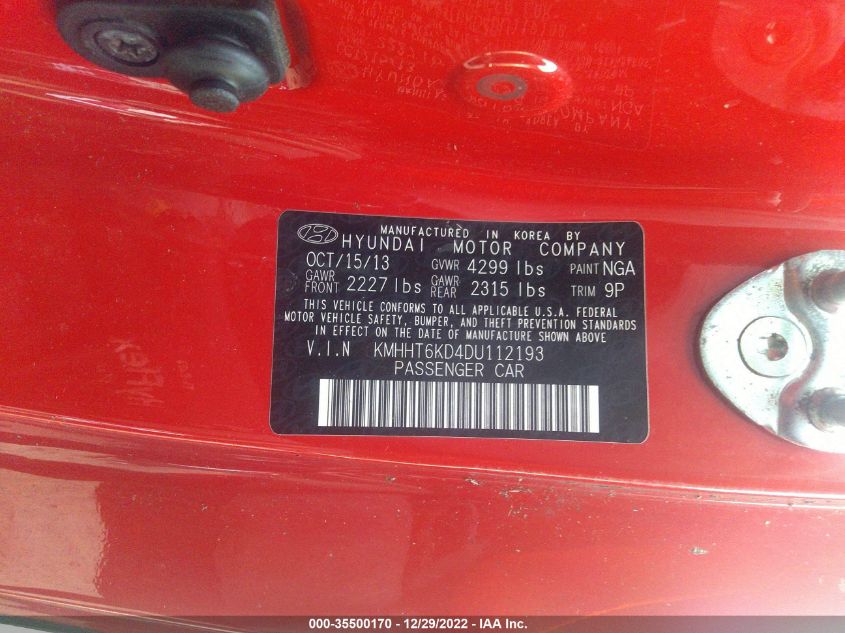 MANUFACTURED IN KOREA BY
HYUNDAI MOTOR COMPANY
OCT/15/13 GVWR 4299 lbs PAINT NGA
GAWR FRONT 2227 lbs GAWR REAR 2315 lbs TRIM 9P
THIS VEHICLE CONFORMS TO ALL APPLICABLE U.S.A. FEDERAL
MOTOR VEHICLE SAFETY, BUMPER, AND THEFT PREVENTION STANDARDS
IN EFFECT ON THE DATE OF MANUFACTURE SHOWN ABOVE.
V.I.N KMHHT6KD4DU112193
PASSENGER CAR
000-35500170 - 12/29/2022 - IAA Inc.